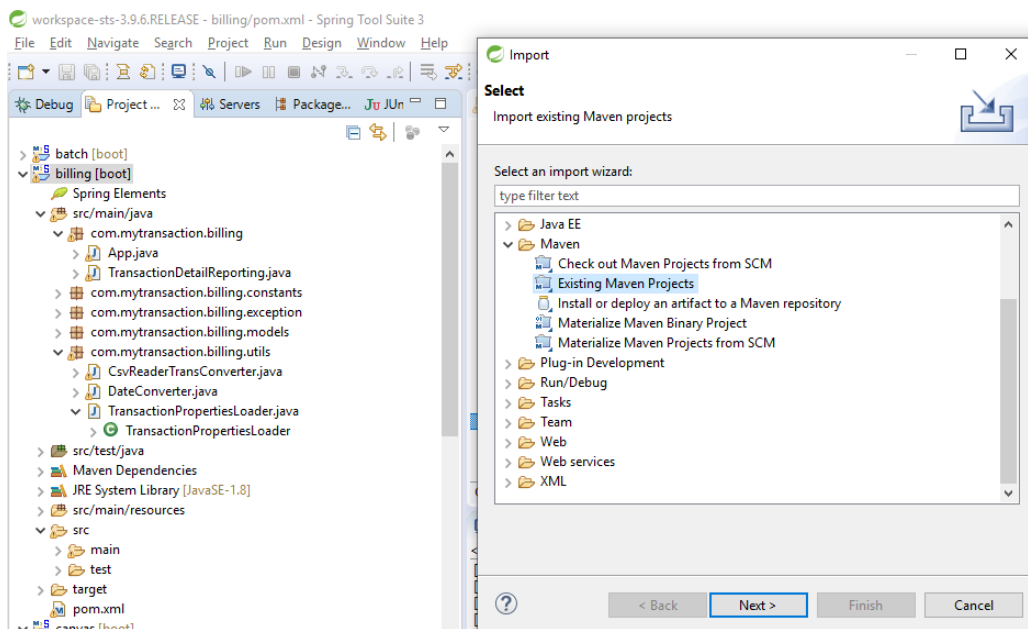 workspace-sts-3.9.6.RELEASE - billing/pom.xml - Spring Tool Suite 3
File Edit Navigate Search Project Run Design Window Help
Debug Project ... Servers Package... Ju JUn
batch [boot]
billing [boot]
Spring Elements
src/main/java
com.mytransaction.billing
App.java
TransactionDetailReporting.java
com.mytransaction.billing.constants
com.mytransaction.billing.exception
com.mytransaction.billing.models
com.mytransaction.billing.utils
CsvReaderTransConverter.java
DateConverter.java
TransactionPropertiesLoader.java
TransactionPropertiesLoader
src/test/java
Maven Dependencies
JRE System Library [JavaSE-1.8]
src/main/resources
src
main
test
target
pom.xml
canvas [boot]
Import
Select
Import existing Maven projects
Select an import wizard:
type filter text
Java EE
Maven
Check out Maven Projects from SCM
Existing Maven Projects
Install or deploy an artifact to a Maven repository
Materialize Maven Binary Project
Materialize Maven Projects from SCM
Plug-in Development
Run/Debug
Tasks
Team
Web
Web services
XML
? < Back Next > Finish Cancel